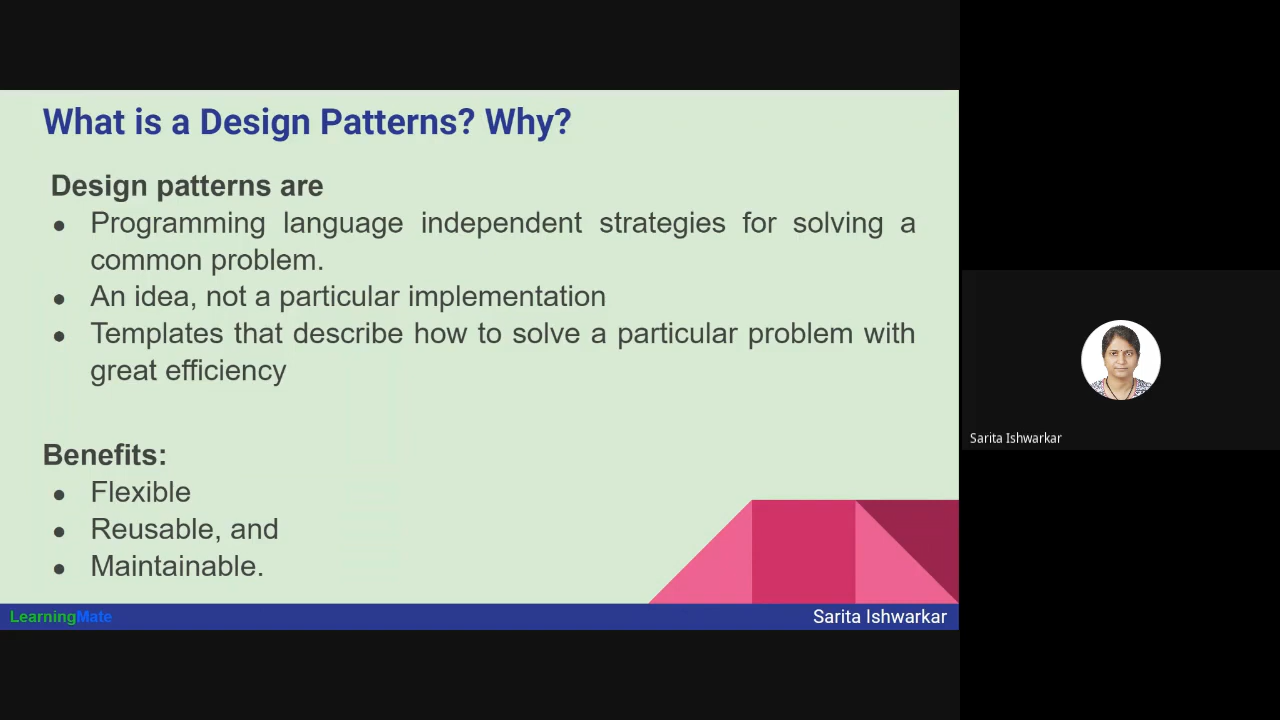 What is a Design Patterns? Why?
Design patterns are
● Programming language independent strategies for solving a
common problem.
● An idea, not a particular implementation
● Templates that describe how to solve a particular problem with
great efficiency
Benefits:
● Flexible
● Reusable, and
● Maintainable.
LearningMate
Sarita Ishwarkar
Sarita Ishwarkar